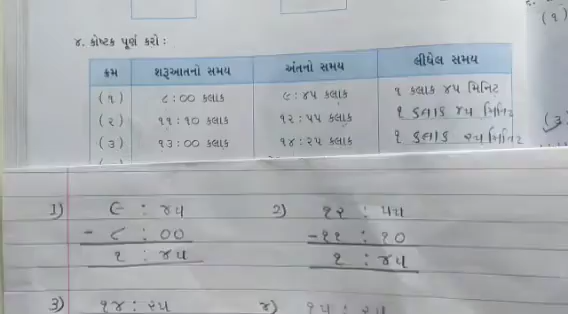 ૪. કોષ્ટક પૂર્ણ કરો :
(૧)
ક્રમ શરૂઆતનો સમય અંતનો સમય લીધેલ સમય
(૧) ૮ : ૦૦ કલાક ૯ : ૪૫ કલાક ૧ કલાક ૪૫ મિનિટ
(૨) ૧૧ : ૧૦ કલાક ૧૨ : ૫૫ કલાક ૧ કલાક ૪૫ મિનિટ
(૩) ૧૩ : ૦૦ કલાક ૧૪ : ૨૫ કલાક ૧ કલાક ૨૫ મિનિટ
(૩
1) ૯ : ૪૫ 2) ૧૨ : ૫૫
- ૮ : ૦૦ - ૧૧ : ૧૦
૧ : ૪૫ ૧ : ૪૫
3) ૧૪ : ૨૫ ૪)